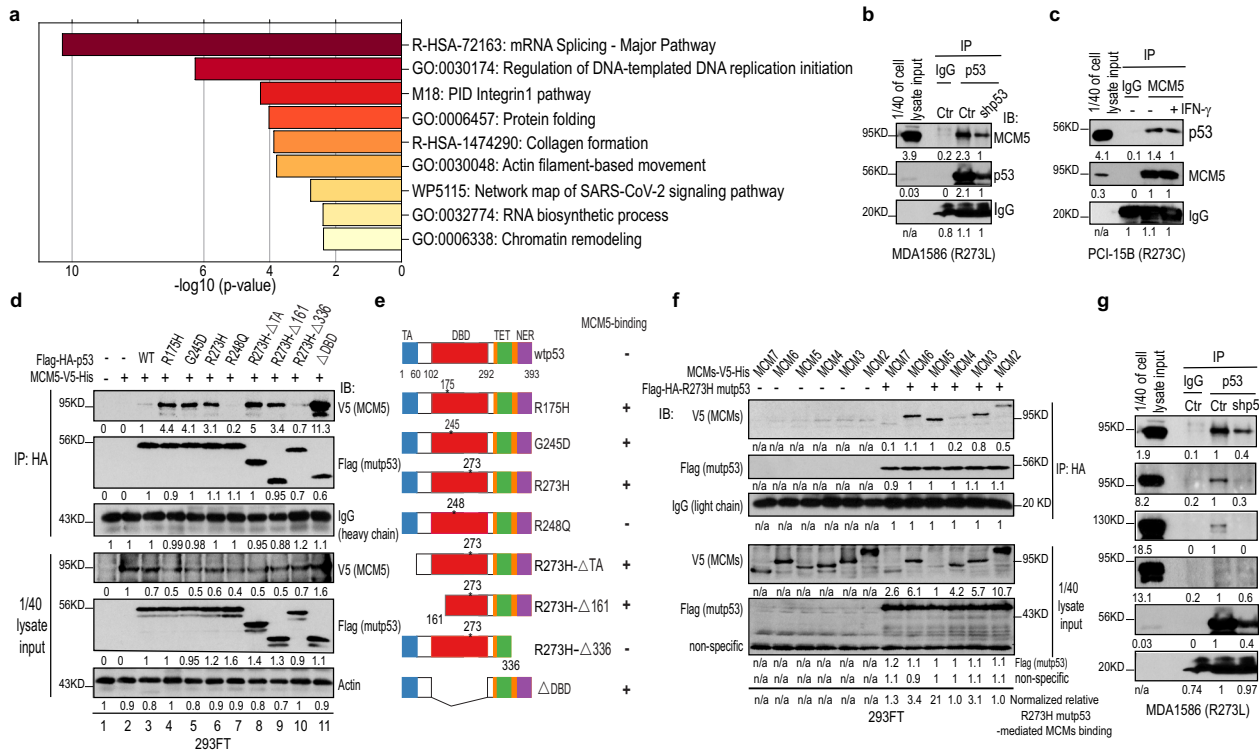 a
R-HSA-72163: mRNA Splicing - Major Pathway
GO:0030174: Regulation of DNA-templated DNA replication initiation
M18: PID Integrin1 pathway
GO:0006457: Protein folding
R-HSA-1474290: Collagen formation
GO:0030048: Actin filament-based movement
WP5115: Network map of SARS-CoV-2 signaling pathway
GO:0032774: RNA biosynthetic process
GO:0006338: Chromatin remodeling
10 8 6 4 2 0
-log10 (p-value)
b
1/40 of cell
lysate input
IP
IgG p53
Ctr Ctr shp53
IB:
95KD MCM5
3.9 0.2 2.3 1
56KD p53
0.03 0 2.1 1
20KD IgG
n/a 0.8 1.1 1
MDA1586 (R273L)
c
1/40 of cell
lysate input
IP
IgG MCM5
- - + IFN-γ
56KD p53
4.1 0.1 1.4 1
95KD MCM5
0.3 0 1 1
20KD IgG
n/a 1 1.1 1
PCI-15B (R273C)
d
Flag-HA-p53 - - WT R175H G245D R273H R248Q R273H-△TA R273H-△161 R273H-△336 △DBD
MCM5-V5-His - + + + + + + + + + +
IB:
IP: HA
95KD V5 (MCM5)
0 0 1 4.4 4.1 3.1 0.2 5 3.4 0.7 11.3
56KD Flag (mutp53)
0 0 1 0.9 1 1.1 1.1 1 0.95 0.7 0.6
43KD IgG
(heavy chain)
1 1 1 0.99 0.98 1 1 0.95 0.88 1.2 1.1
1/40
lysate
input
95KD V5 (MCM5)
0 1 0.7 0.5 0.5 0.6 0.5 0.5 0.5 0.7 1.6
56KD Flag (mutp53)
0 0 1 1 0.95 1.2 1.6 1.4 1.3 0.9 1.1
43KD Actin
1 0.9 0.8 1 0.8 0.9 0.9 0.9 0.7 1 0.9
1 2 3 4 5 6 7 8 9 10 11
293FT
e
MCM5-binding
TA DBD TET NER
wtp53 -
1 60 102 292 393
175
* R175H +
245
* G245D +
273
* R273H +
248
* R248Q -
273
* R273H-△TA +
273
* R273H-△161 +
161
273
* R273H-△336 -
336
△DBD +
f
MCMs-V5-His MCM7 MCM6 MCM5 MCM4 MCM3 MCM2 MCM7 MCM6 MCM5 MCM4 MCM3 MCM2
Flag-HA-R273H mutp53 - - - - - - + + + + + +
IB:
V5 (MCMs) 95KD
n/a n/a n/a n/a n/a n/a 0.1 1.1 1 0.2 0.8 0.5
Flag (mutp53) 56KD
n/a n/a n/a n/a n/a n/a 0.9 1 1 1 1.1 1.1
IgG (light chain) 20 KD
n/a n/a n/a n/a n/a n/a 1 1 1 1 1 1
IP: HA
V5 (MCMs) 95KD
n/a n/a n/a n/a n/a n/a 2.6 6.1 1 4.2 5.7 10.7
Flag (mutp53) 43KD
non-specific
1/40
lysate
input
n/a n/a n/a n/a n/a n/a 1.2 1.1 1 1 1.1 1.1 Flag (mutp53)
n/a n/a n/a n/a n/a n/a 1.1 0.9 1 1 1.1 1.1 non-specific
n/a n/a n/a n/a n/a n/a 1.3 3.4 21 1.0 3.1 1.0 Normalized relative
R273H mutp53
-mediated MCMs binding
293FT
g
1/40 of cell
lysate input
IP
IgG p53
Ctr Ctr shp5
95KD
1.9 0.1 1 0.4
95KD
8.2 0.2 1 0.3
130KD
18.5 0 1 0
95KD
13.1 0.2 1 0.6
56KD
0.03 0 1 0.4
20KD
n/a 0.74 1 0.97
MDA1586 (R273L)